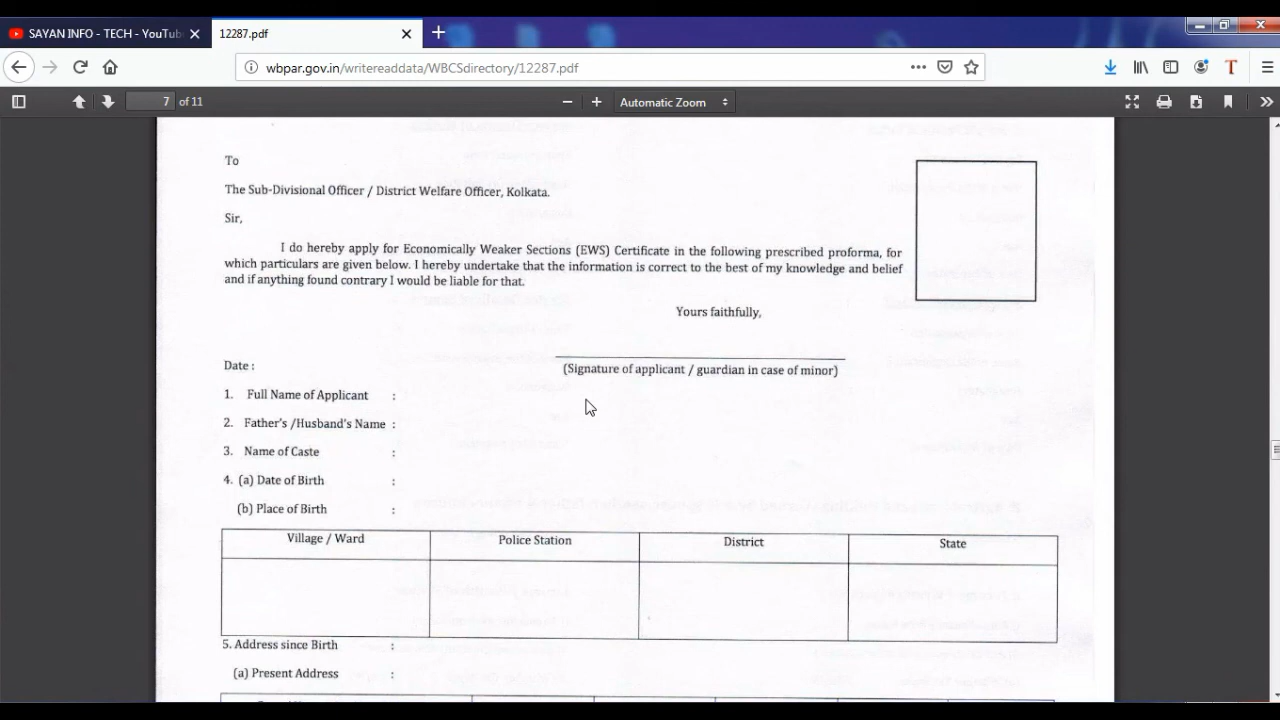 SAYAN INFO - TECH - YouTube
12287.pdf
wbpar.gov.in/writereaddata/WBCSdirectory/12287.pdf
7 of 11
Automatic Zoom
To
The Sub-Divisional Officer / District Welfare Officer, Kolkata.
Sir,
I do hereby apply for Economically Weaker Sections (EWS) Certificate in the following prescribed proforma, for
which particulars are given below. I hereby undertake that the information is correct to the best of my knowledge and belief
and if anything found contrary I would be liable for that.
Yours faithfully,
Date :
(Signature of applicant / guardian in case of minor)
1. Full Name of Applicant :
2. Father's /Husband's Name :
3. Name of Caste :
4. (a) Date of Birth :
(b) Place of Birth :
Village / Ward Police Station District State
5. Address since Birth :
(a) Present Address :